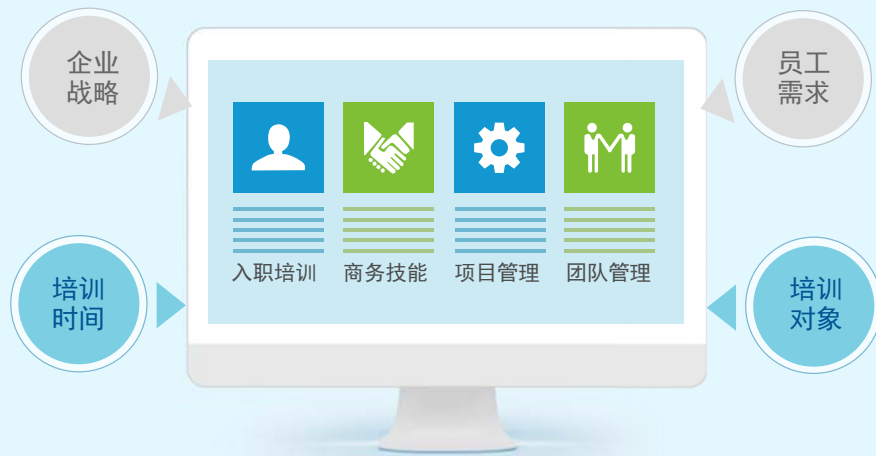 企业
战略
员工
需求
入职培训 商务技能 项目管理 团队管理
培训
时间
培训
对象